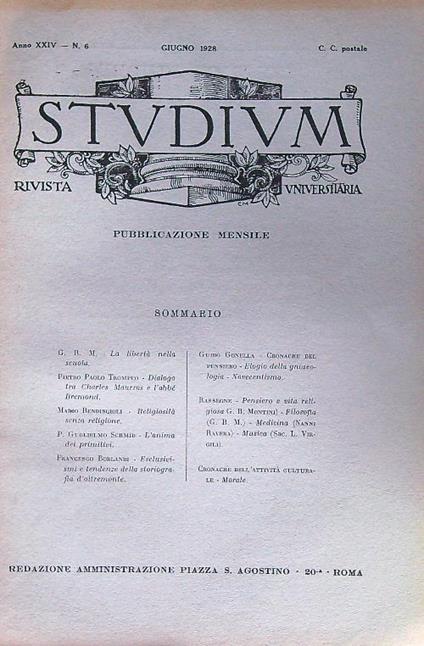 Anno XXIV — N. 6 GIUGNO 1928 C. C. postale
STVDIVM
RIVISTA VNIVERSITARIA
CM
PUBBLICAZIONE MENSILE
SOMMARIO
G. B. M. - La libertà nella
scuola.
PIETRO PAOLO TROMPEO - Dialogo
tra Charles Maurras e l'abbé
Bremond.
MARIO BENDISCIOLI - Religiosità
senza religione.
P. GUGLIELMO SCHMID - L'anima
dei primitivi.
FRANCESCO BORLANDI - Esclusivi-
smi e tendenze della storiogra-
fia d'oltremonte.
GUIDO GONELLA - CRONACHE DEL
PENSIERO - Elogio della gniaeo-
logia - Novecentismo.
RASSEGNE - Pensiero e vita reli-
giosa G. B. MONTINI) - Filosofia
(G. B. M.) - Medicina (NANNI
RAVERA) - Musica (SAC. L. VIR-
GILI).
CRONACHE DELL'ATTIVITÀ CULTURA-
LE - Morale.
REDAZIONE AMMINISTRAZIONE PIAZZA S. AGOSTINO - 20-A - ROMA